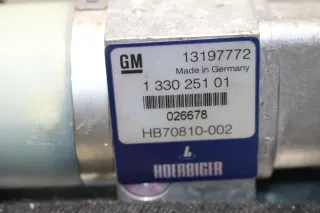 GM 13197772
Made in Germany
1 330 251 01
026678
HB70810-002
HOERBIGER